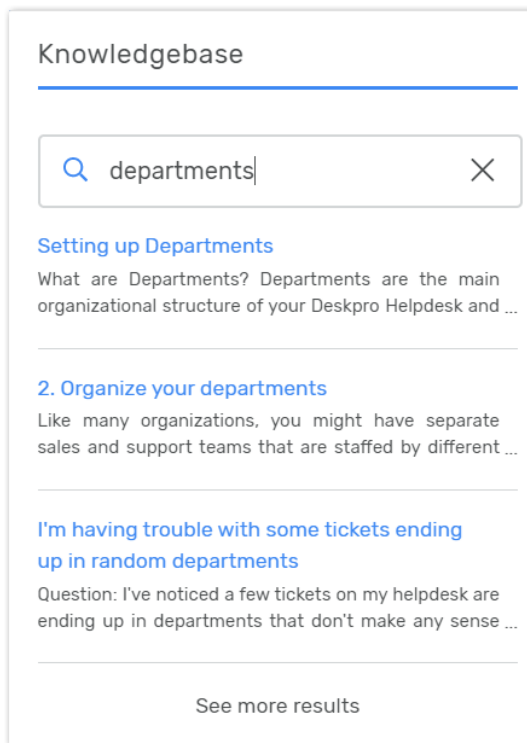 Knowledgebase
departments
Setting up Departments
What are Departments? Departments are the main
organizational structure of your Deskpro Helpdesk and ...
2. Organize your departments
Like many organizations, you might have separate
sales and support teams that are staffed by different ...
I'm having trouble with some tickets ending
up in random departments
Question: I've noticed a few tickets on my helpdesk are
ending up in departments that don't make any sense ...
See more results